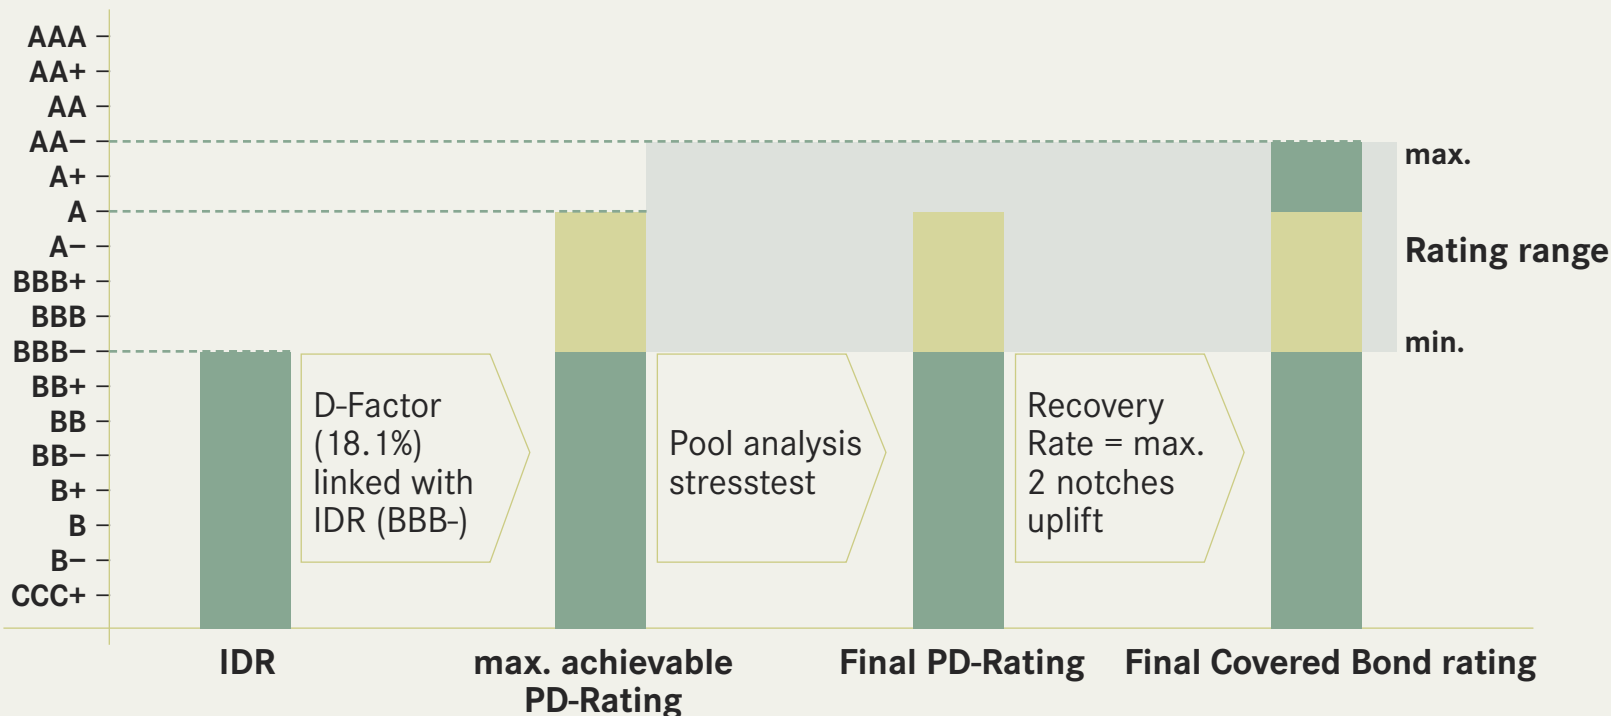 AAA
AA+
AA
AA–
A+
A
A–
BBB+
BBB
BBB–
BB+
BB
BB–
B+
B
B–
CCC+
max.
Rating range
min.
D-Factor
(18.1%)
linked with
IDR (BBB-)
Pool analysis
stresstest
Recovery
Rate = max.
2 notches
uplift
IDR
max. achievable
PD-Rating
Final PD-Rating
Final Covered Bond rating